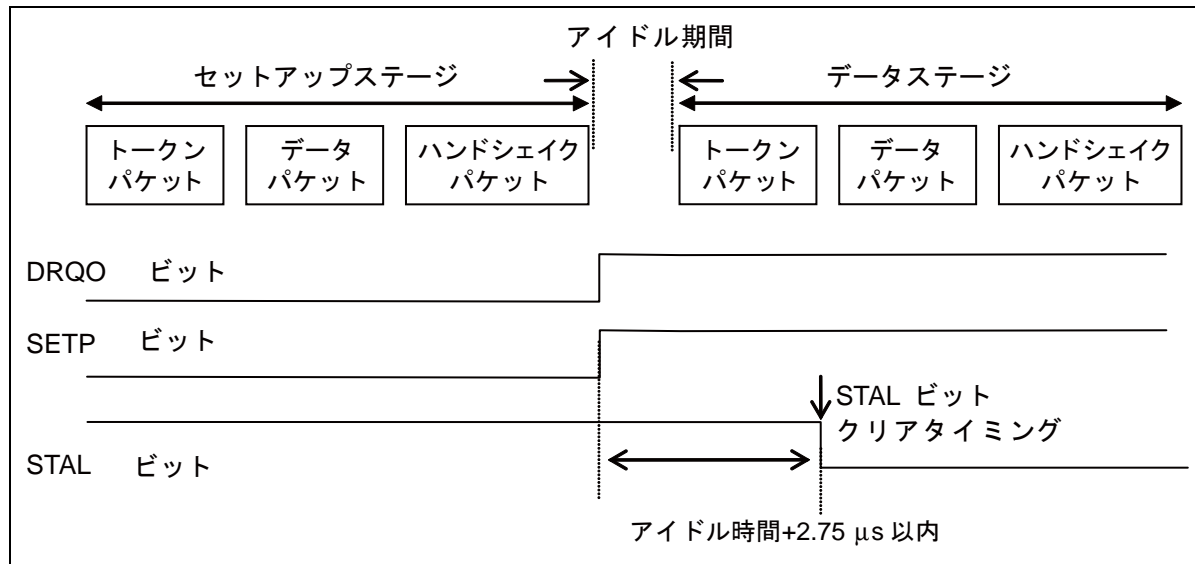 アイドル期間
セットアップステージ
データステージ
トークン
パケット
データ
パケット
ハンドシェイク
パケット
トークン
パケット
データ
パケット
ハンドシェイク
パケット
DRQO ビット
SETP ビット
STAL ビット
クリアタイミング
STAL ビット
アイドル時間+2.75 μs 以内